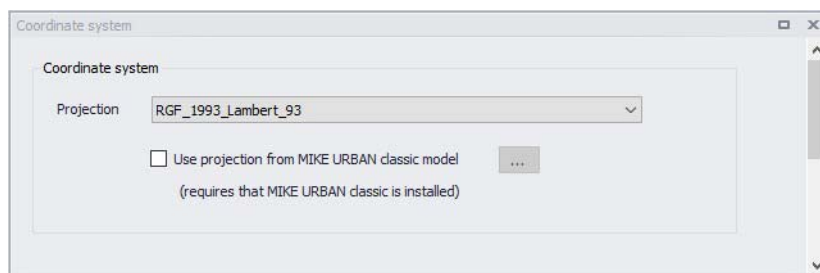 Coordinate system
Coordinate system
Projection RGF_1993_Lambert_93
Use projection from MIKE URBAN classic model ...
(requires that MIKE URBAN classic is installed)